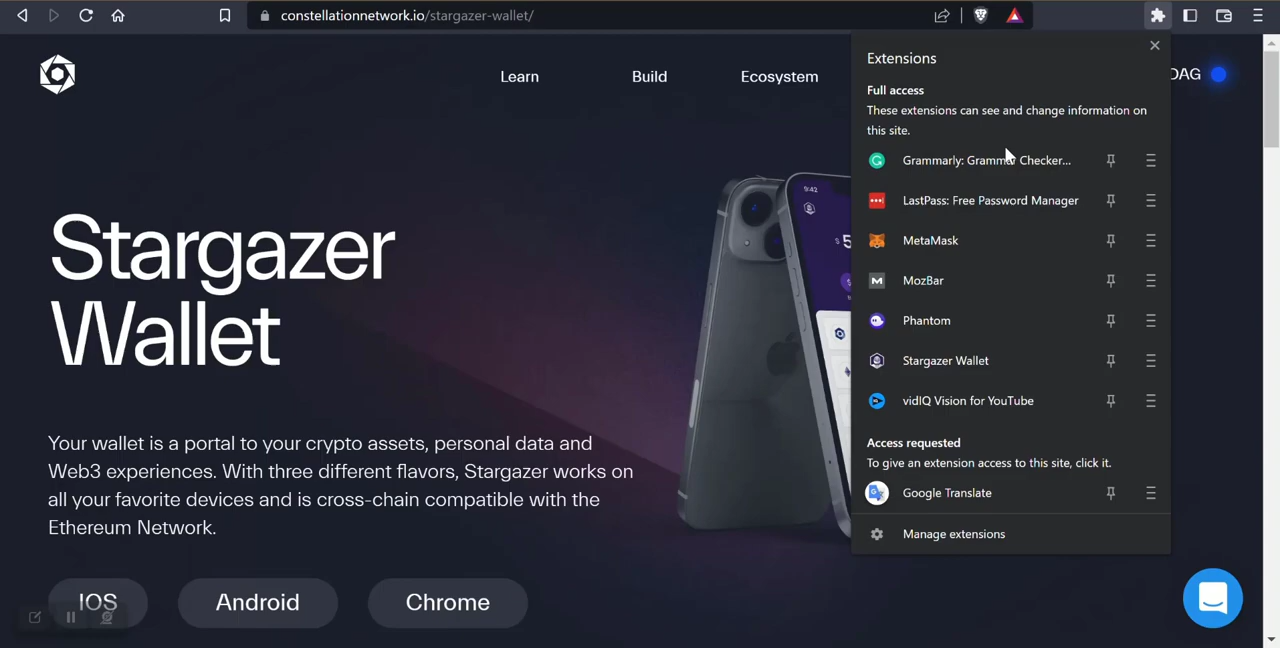 constellationnetwork.io/stargazer-wallet/
Learn
Build
Ecosystem
DAG
Stargazer
Wallet
Your wallet is a portal to your crypto assets, personal data and
Web3 experiences. With three different flavors, Stargazer works on
all your favorite devices and is cross-chain compatible with the
Ethereum Network.
IOS
Android
Chrome
9:42
$ 5
Extensions
Full access
These extensions can see and change information on
this site.
Grammarly: Grammar Checker...
LastPass: Free Password Manager
MetaMask
MozBar
Phantom
Stargazer Wallet
vidIQ Vision for YouTube
Access requested
To give an extension access to this site, click it.
Google Translate
Manage extensions